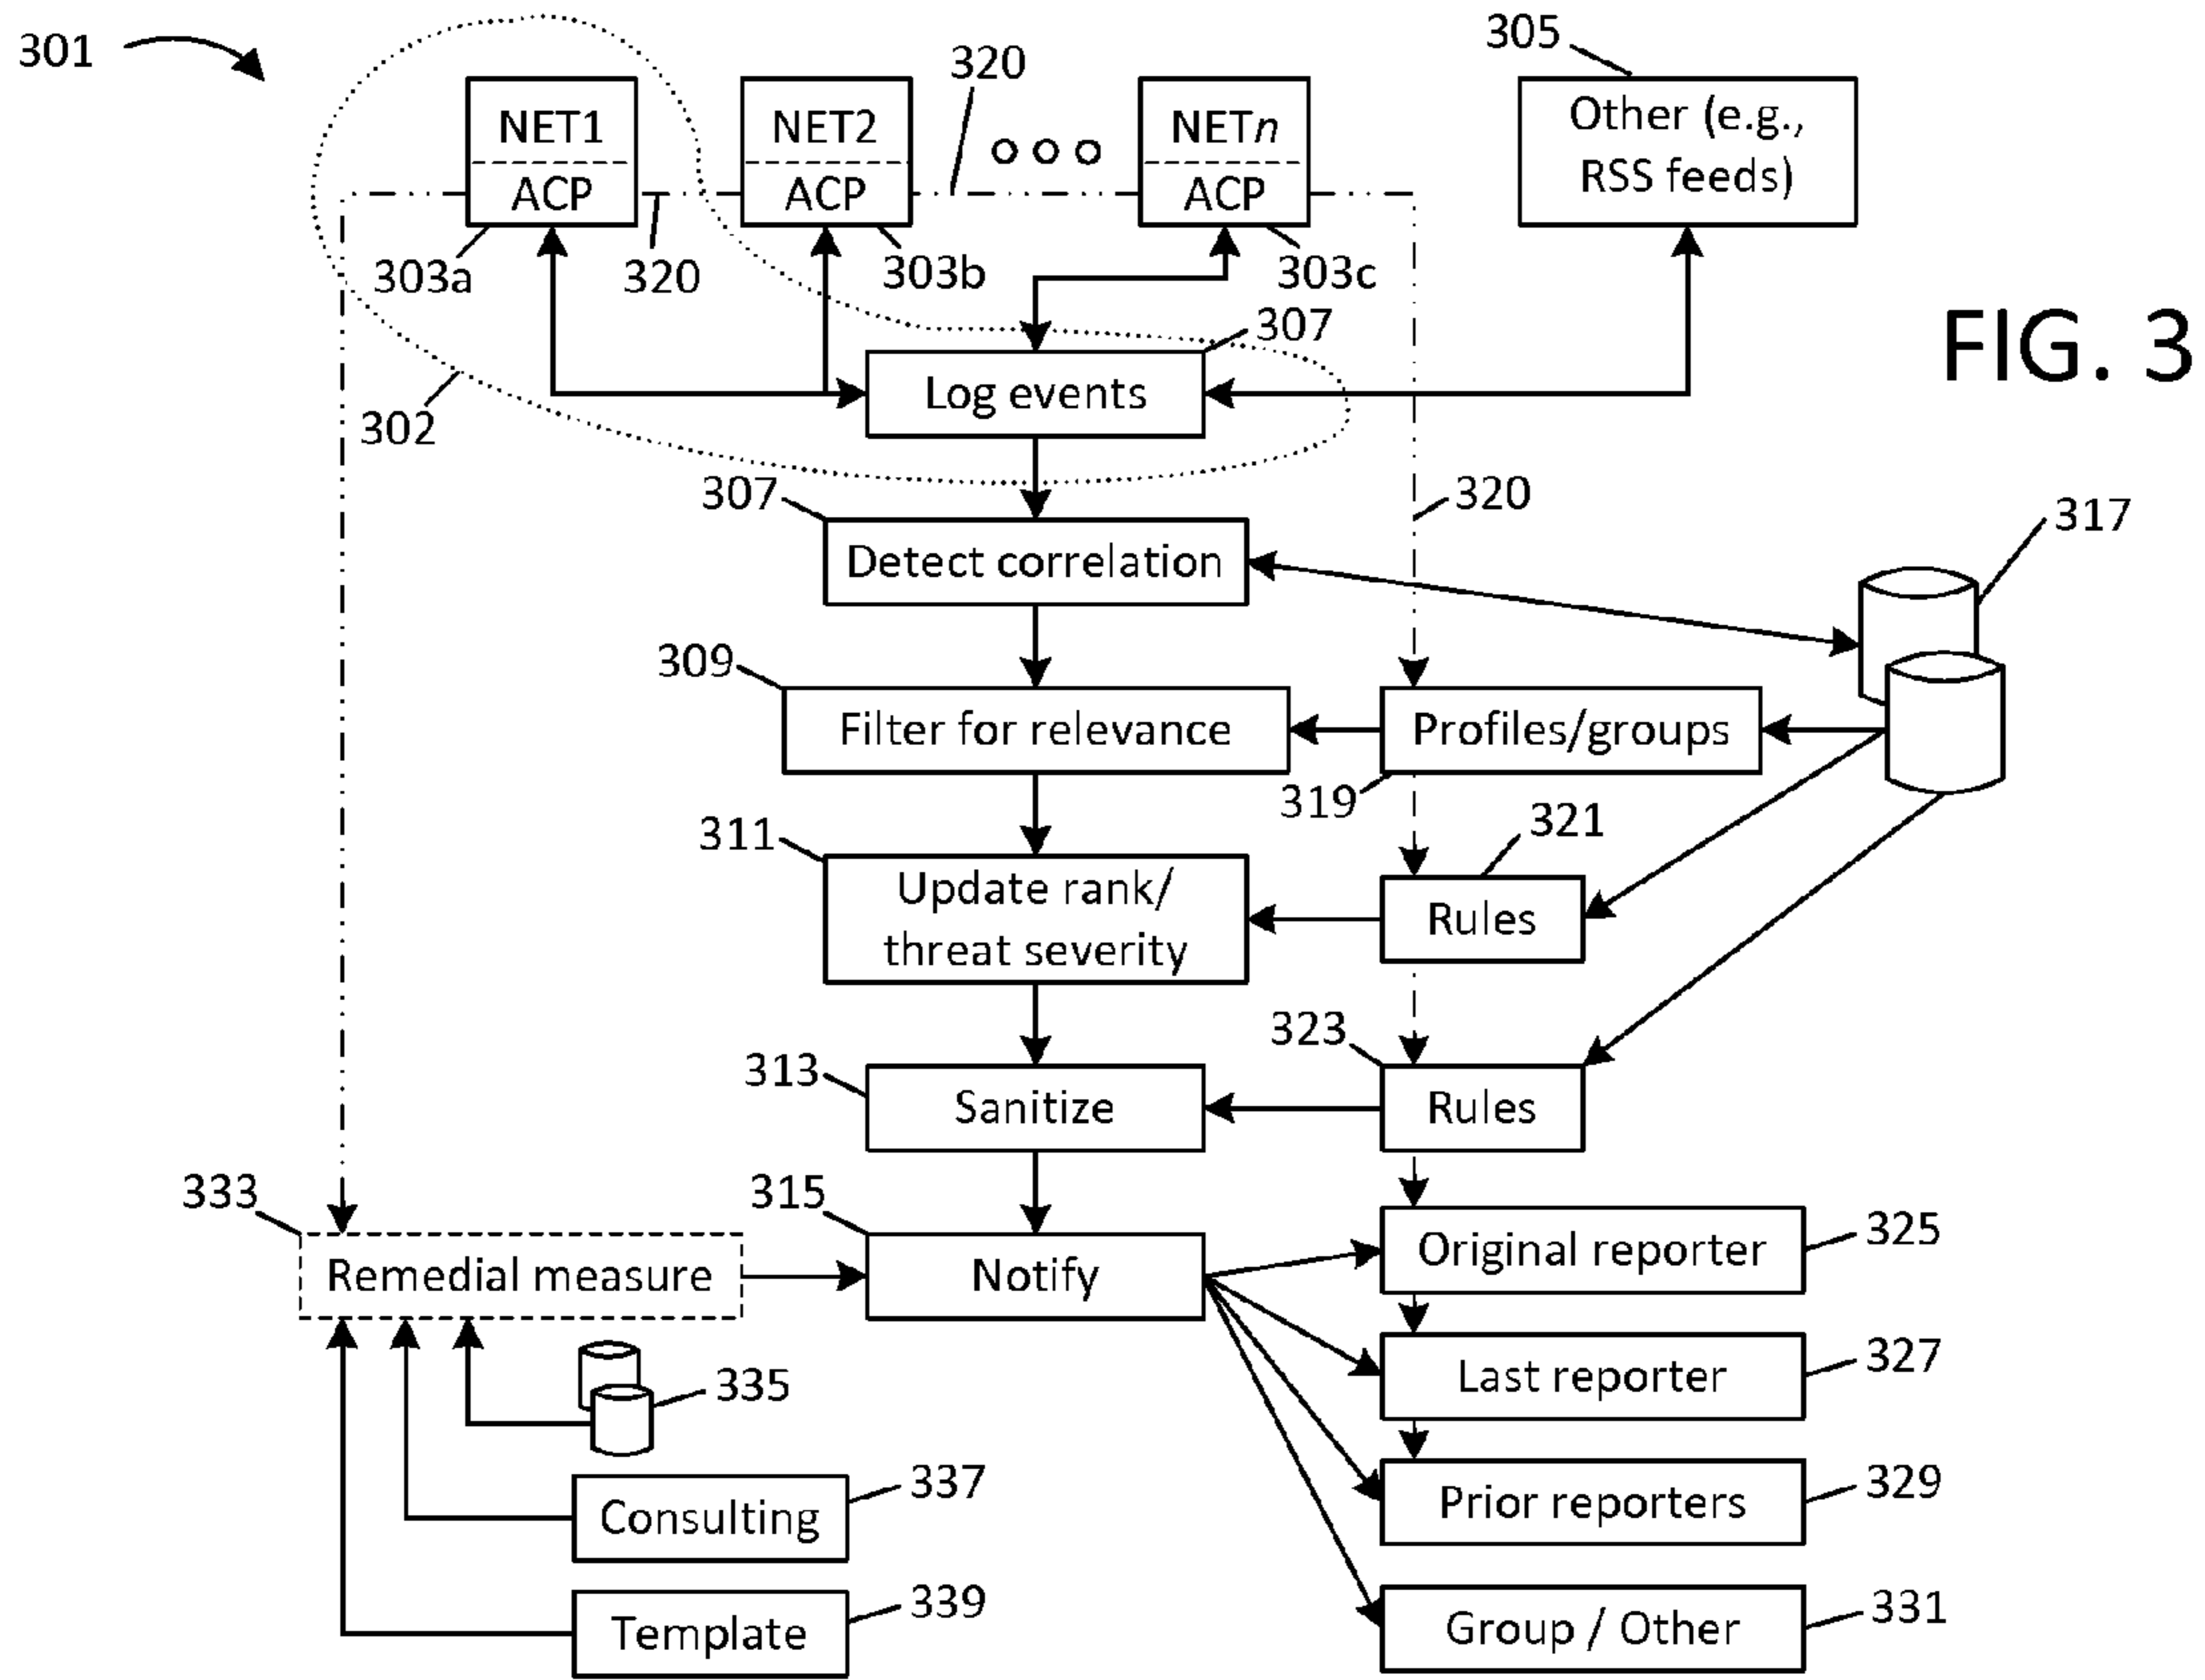 301
305
320
NET1
ACP
NET2
ACP
NETn
ACP
Other (e.g.,
RSS feeds)
303a
320
303b
303c
307
FIG. 3
Log events
302
307
320
317
Detect correlation
309
Filter for relevance
Profiles/groups
319
321
311
Update rank/
threat severity
Rules
323
313
Sanitize
Rules
333
315
325
Remedial measure
Notify
Original reporter
327
Last reporter
335
329
Prior reporters
337
Consulting
331
Group / Other
339
Template